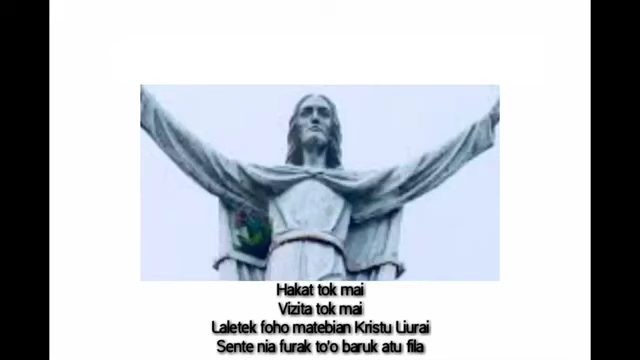 Hakat tok mai
Vizita tok mai
Laletek foho matebian Kristu Liurai
Sente nia furak to'o baruk atu fila